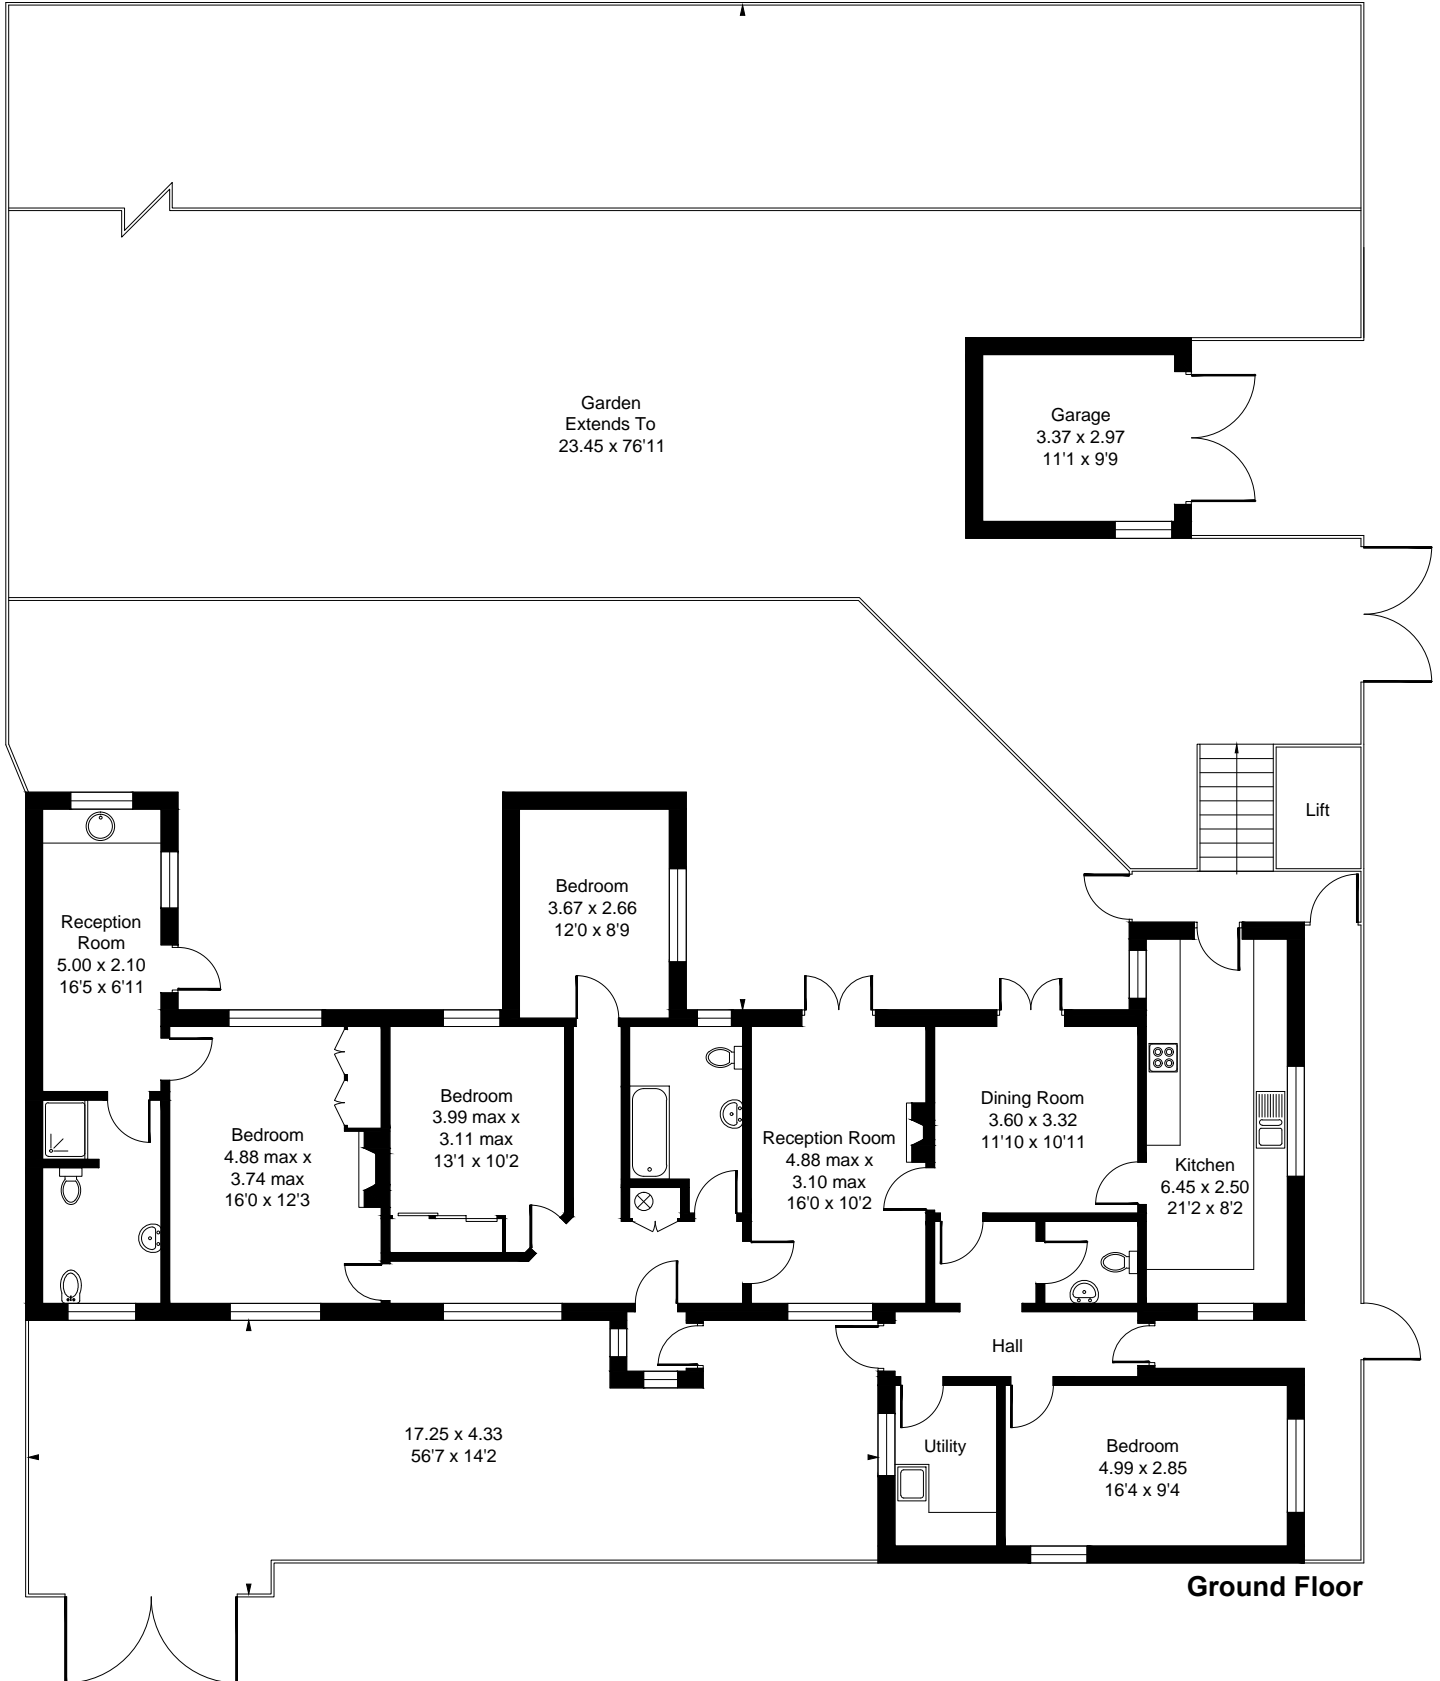 Garden
Extends To
23.45 x 76'11
Garage
3.37 x 2.97
11'1 x 9'9
Lift
Bedroom
3.67 x 2.66
12'0 x 8'9
Reception
Room
5.00 x 2.10
16'5 x 6'11
Bedroom
3.99 max x
3.11 max
13'1 x 10'2
Dining Room
3.60 x 3.32
11'10 x 10'11
Bedroom
4.88 max x
3.74 max
16'0 x 12'3
Reception Room
4.88 max x
3.10 max
16'0 x 10'2
Kitchen
6.45 x 2.50
21'2 x 8'2
Hall
17.25 x 4.33
56'7 x 14'2
Utility
Bedroom
4.99 x 2.85
16'4 x 9'4
Ground Floor